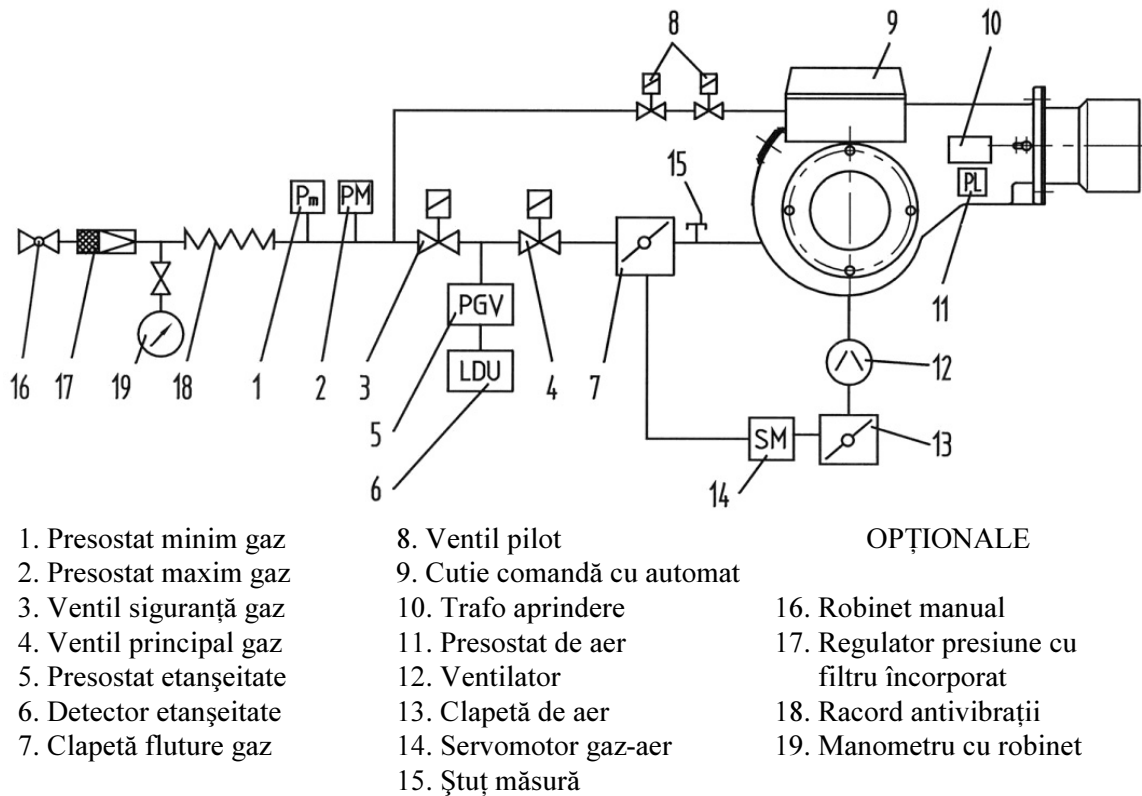 8
9
10
15
Pm
PM
PL
11
16
17
19
18
1
2
3
PGV
LDU
4
7
12
5
SM
13
6
14
1. Presostat minim gaz
2. Presostat maxim gaz
3. Ventil siguranță gaz
4. Ventil principal gaz
5. Presostat etanşeitate
6. Detector etanşeitate
7. Clapetă fluture gaz
8. Ventil pilot
9. Cutie comandă cu automat
10. Trafo aprindere
11. Presostat de aer
12. Ventilator
13. Clapetă de aer
14. Servomotor gaz-aer
15. Ştuț măsură
OPȚIONALE
16. Robinet manual
17. Regulator presiune cu
filtru încorporat
18. Racord antivibrații
19. Manometru cu robinet